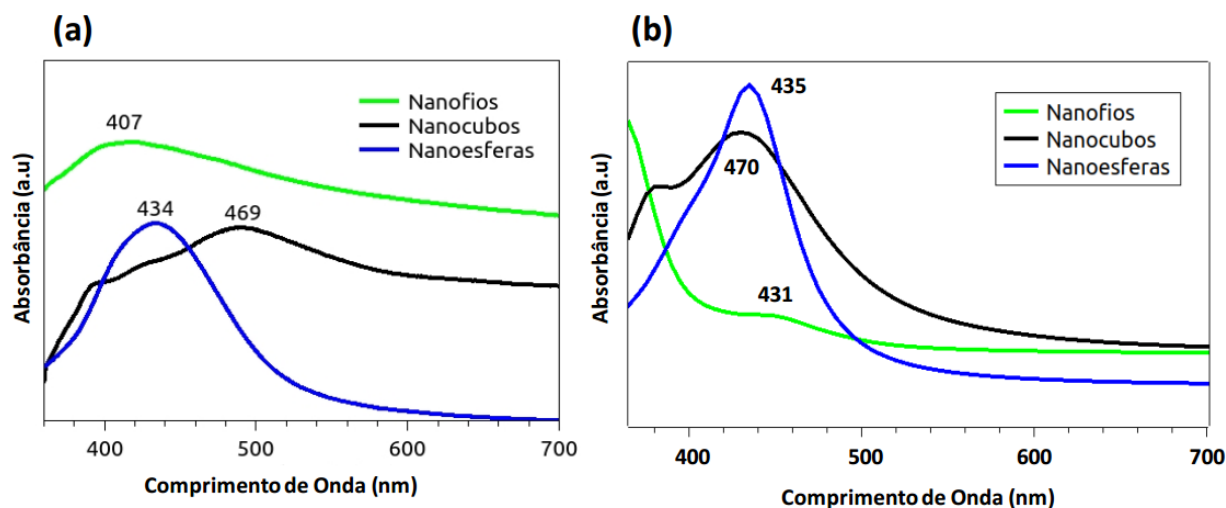 (a)
Nanofios
Nanocubos
Nanoesferas
407
434
469
Absorbância (a.u)
400
500
600
700
Comprimento de Onda (nm)
(b)
Nanofios
Nanocubos
Nanoesferas
435
470
431
Absorbância (a.u)
400
500
600
700
Comprimento de Onda (nm)